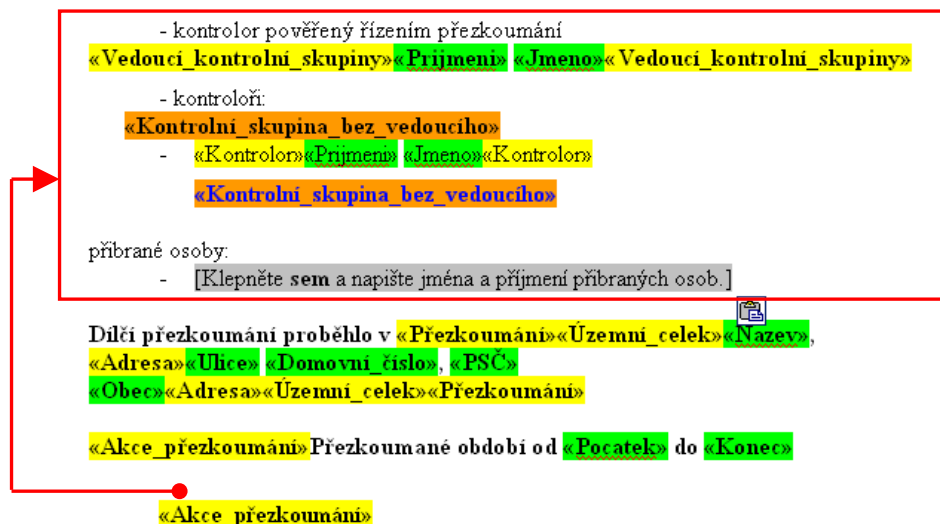 - kontrolor pověřený řízením přezkoumání
«Vedoucí_kontrolní_skupiny»«Prijmeni» «Jmeno»«Vedoucí_kontrolní_skupiny»
- kontroloři:
«Kontrolní_skupina_bez_vedoucího»
- «Kontrolor»«Prijmeni» «Jmeno»«Kontrolor»
«Kontrolní_skupina_bez_vedoucího»
přibrané osoby:
- [Klepněte sem a napište jména a příjmení přibraných osob.]
Dílčí přezkoumání proběhlo v «Přezkoumání»«Územní_celek»«Nazev»,
«Adresa»«Ulice» «Domovní_číslo», «PSČ»
«Obec»«Adresa»«Územní_celek»«Přezkoumání»
«Akce_přezkoumání»Přezkoumané období od «Pocatek» do «Konec»
«Akce_přezkoumání»